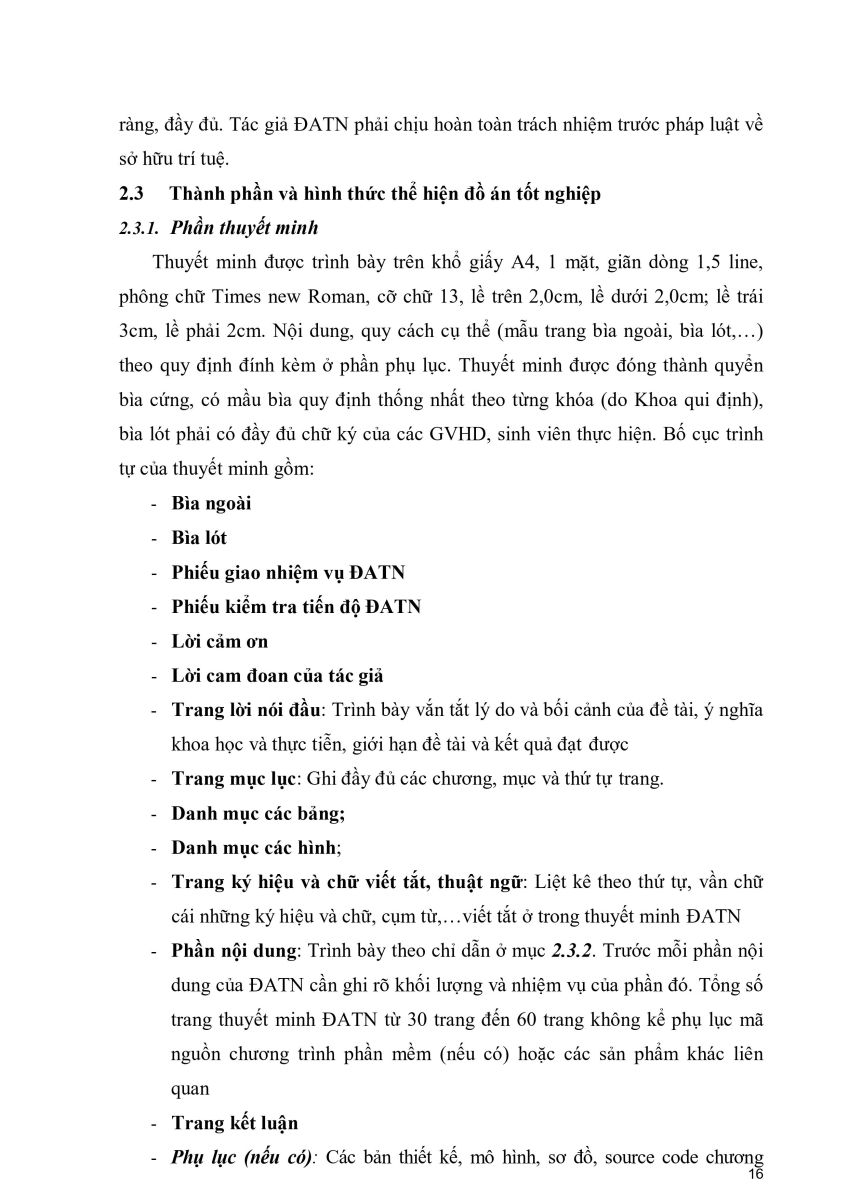 ràng, đầy đủ. Tác giả ĐATN phải chịu hoàn toàn trách nhiệm trước pháp luật về
sở hữu trí tuệ.
2.3 Thành phần và hình thức thể hiện đồ án tốt nghiệp
2.3.1. Phần thuyết minh
Thuyết minh được trình bày trên khổ giấy A4, 1 mặt, giãn dòng 1,5 line,
phông chữ Times new Roman, cỡ chữ 13, lề trên 2,0cm, lề dưới 2,0cm; lề trái
3cm, lề phải 2cm. Nội dung, quy cách cụ thể (mẫu trang bìa ngoài, bìa lót,…)
theo quy định đính kèm ở phần phụ lục. Thuyết minh được đóng thành quyển
bìa cứng, có mầu bìa quy định thống nhất theo từng khóa (do Khoa qui định),
bìa lót phải có đầy đủ chữ ký của các GVHD, sinh viên thực hiện. Bố cục trình
tự của thuyết minh gồm:
- Bìa ngoài
- Bìa lót
- Phiếu giao nhiệm vụ ĐATN
- Phiếu kiểm tra tiến độ ĐATN
- Lời cảm ơn
- Lời cam đoan của tác giả
- Trang lời nói đầu: Trình bày vắn tắt lý do và bối cảnh của đề tài, ý nghĩa
khoa học và thực tiễn, giới hạn đề tài và kết quả đạt được
- Trang mục lục: Ghi đầy đủ các chương, mục và thứ tự trang.
- Danh mục các bảng;
- Danh mục các hình;
- Trang ký hiệu và chữ viết tắt, thuật ngữ: Liệt kê theo thứ tự, vần chữ
cái những ký hiệu và chữ, cụm từ,…viết tắt ở trong thuyết minh ĐATN
- Phần nội dung: Trình bày theo chỉ dẫn ở mục 2.3.2. Trước mỗi phần nội
dung của ĐATN cần ghi rõ khối lượng và nhiệm vụ của phần đó. Tổng số
trang thuyết minh ĐATN từ 30 trang đến 60 trang không kể phụ lục mã
nguồn chương trình phần mềm (nếu có) hoặc các sản phẩm khác liên
quan
- Trang kết luận
- Phụ lục (nếu có): Các bản thiết kế, mô hình, sơ đồ, source code chương
16